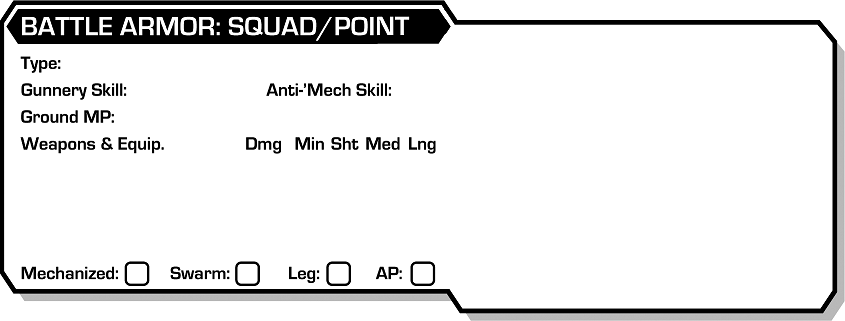 BATTLE ARMOR: SQUAD/POINT
Type:
Gunnery Skill: Anti-'Mech Skill:
Ground MP:
Weapons & Equip. Dmg Min Sht Med Lng
Mechanized: Swarm: Leg: AP: